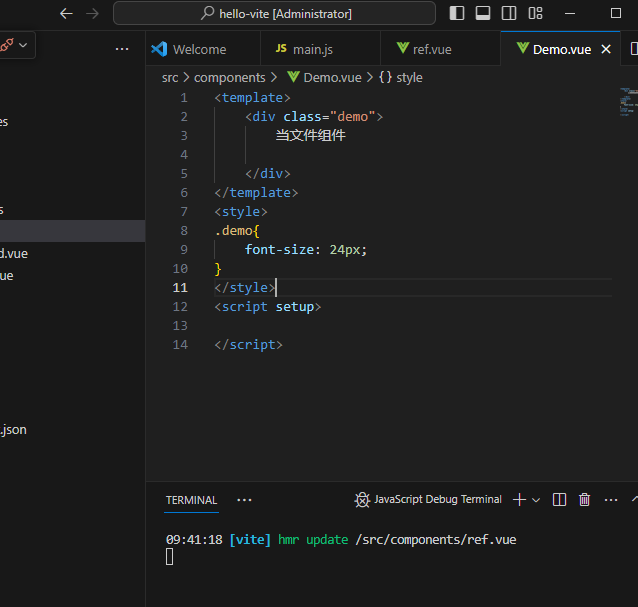 hello-vite [Administrator]
Welcome
JS main.js
ref.vue
Demo.vue
src > components > Demo.vue > {} style
es
s
d.vue
ue
.json
1 <template>
2 <div class="demo">
3 当文件组件
4
5 </div>
6 </template>
7 <style>
8 .demo{
9 font-size: 24px;
10 }
11 </style>
12 <script setup>
13
14 </script>
TERMINAL
JavaScript Debug Terminal
09:41:18 [vite] hmr update /src/components/ref.vue